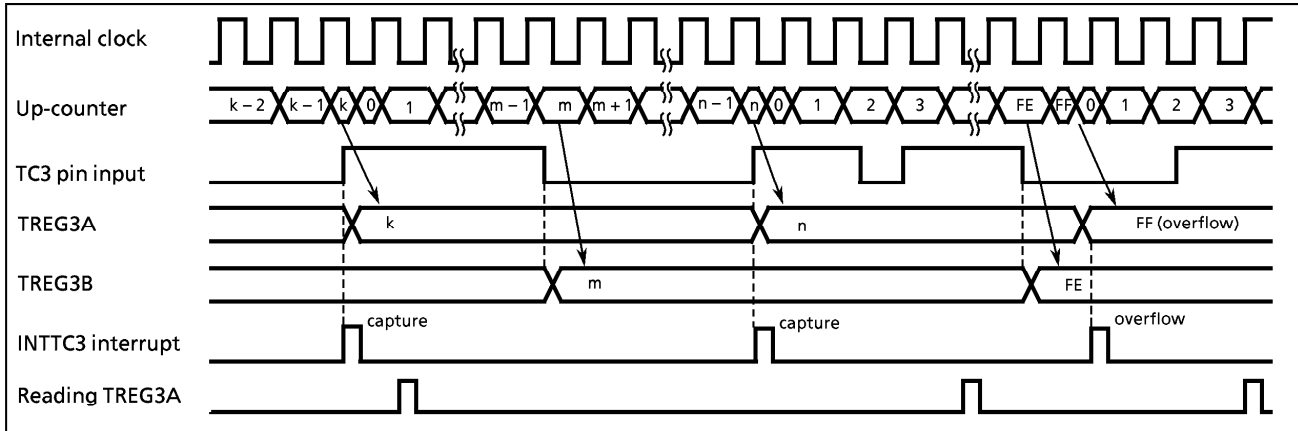 Internal clock
Up-counter k – 2 k – 1 k 0 1 m – 1 m m + 1 n – 1 n 0 1 2 3 FE FF 0 1 2 3
TC3 pin input
TREG3A k n FF (overflow)
TREG3B m FE
capture capture overflow
INTTC3 interrupt
Reading TREG3A